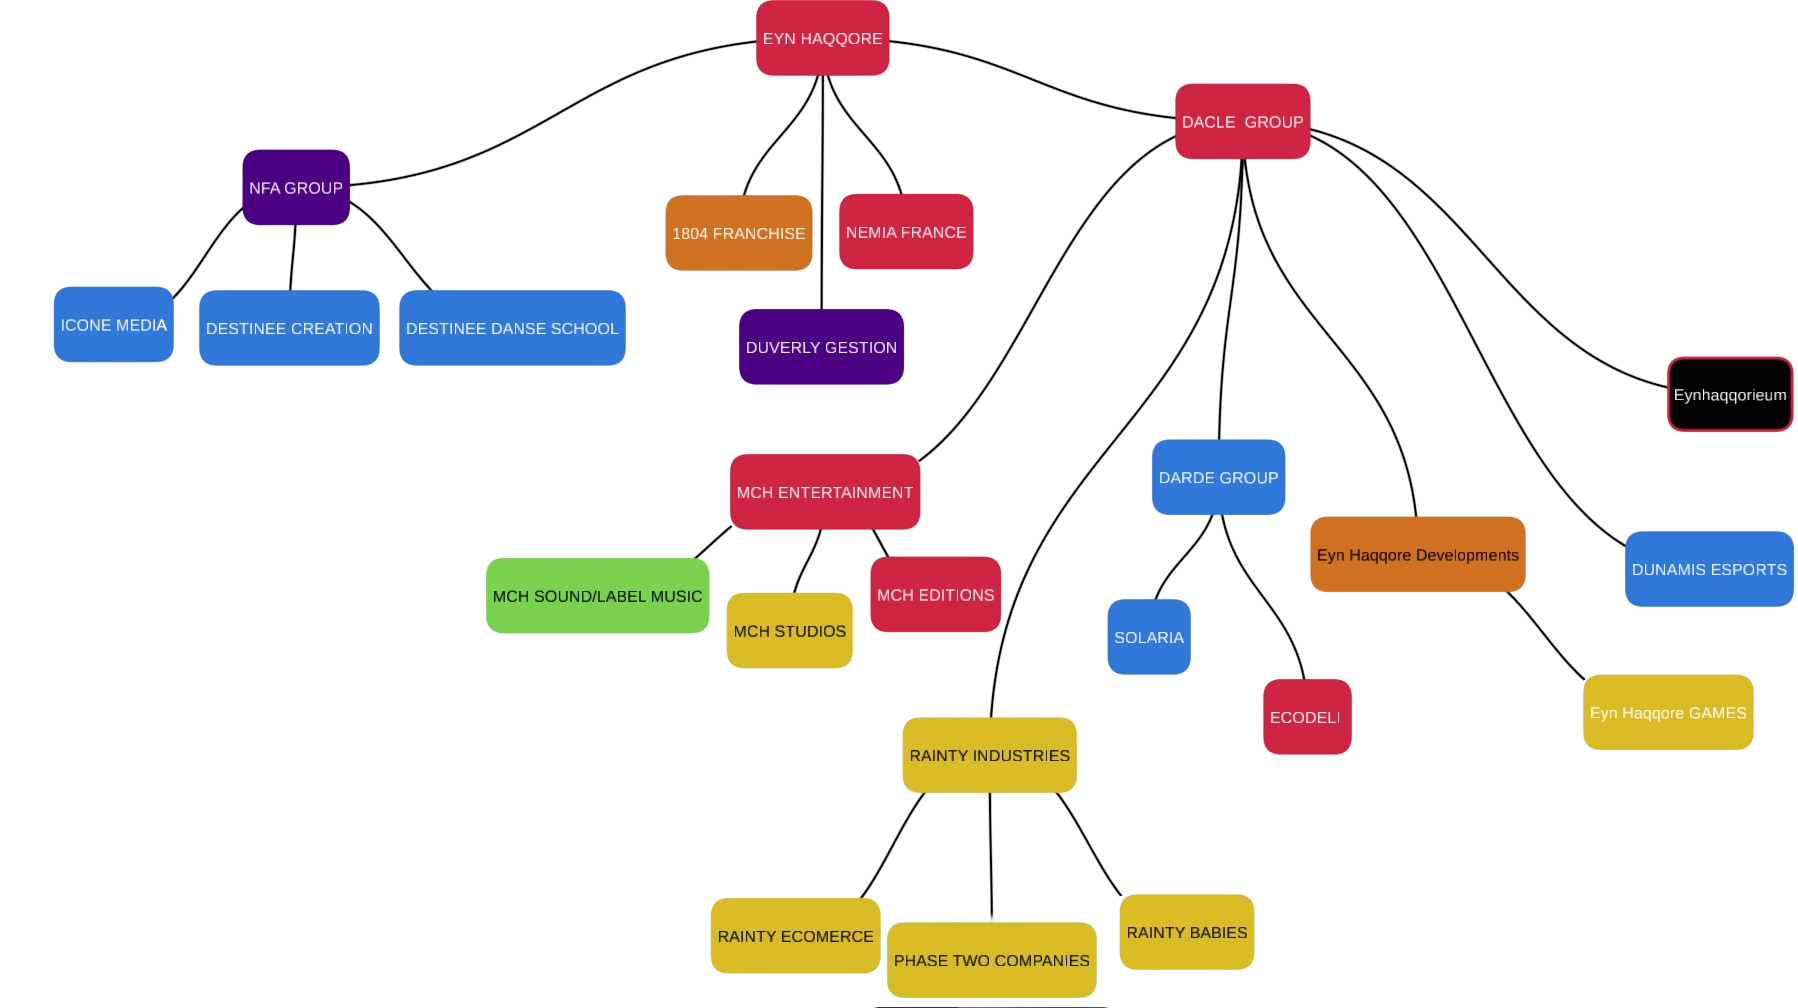 EYN HAQQORE
DACLE GROUP
NFA GROUP
1804 FRANCHISE
NEMIA FRANCE
ICONE MEDIA
DESTINEE CREATION
DESTINEE DANSE SCHOOL
DUVERLY GESTION
Eynhaqqorieum
MCH ENTERTAINMENT
DARDE GROUP
Eyn Haqqore Developments
DUNAMIS ESPORTS
MCH SOUND/LABEL MUSIC
MCH STUDIOS
MCH EDITIONS
SOLARIA
ECODELI
Eyn Haqqore GAMES
RAINTY INDUSTRIES
RAINTY ECOMERCE
PHASE TWO COMPANIES
RAINTY BABIES